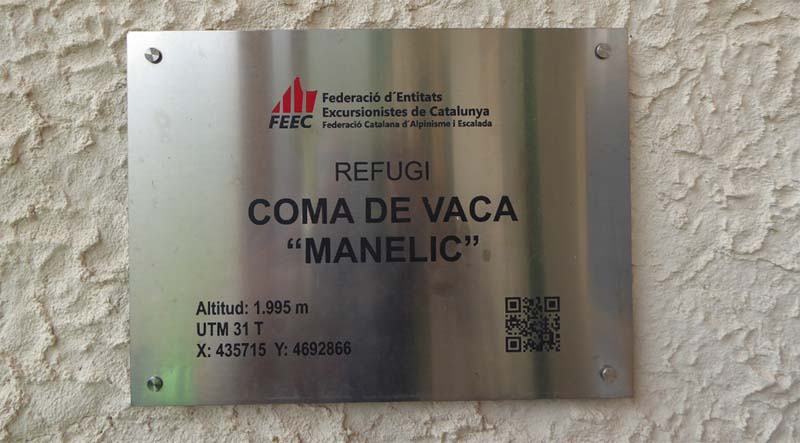 FEEC
Federació d´Entitats
Excursionistes de Catalunya
Federació Catalana d´Alpinisme i Escalada
REFUGI
COMA DE VACA
“MANELIC”
Altitud: 1.995 m
UTM 31 T
X: 435715 Y: 4692866